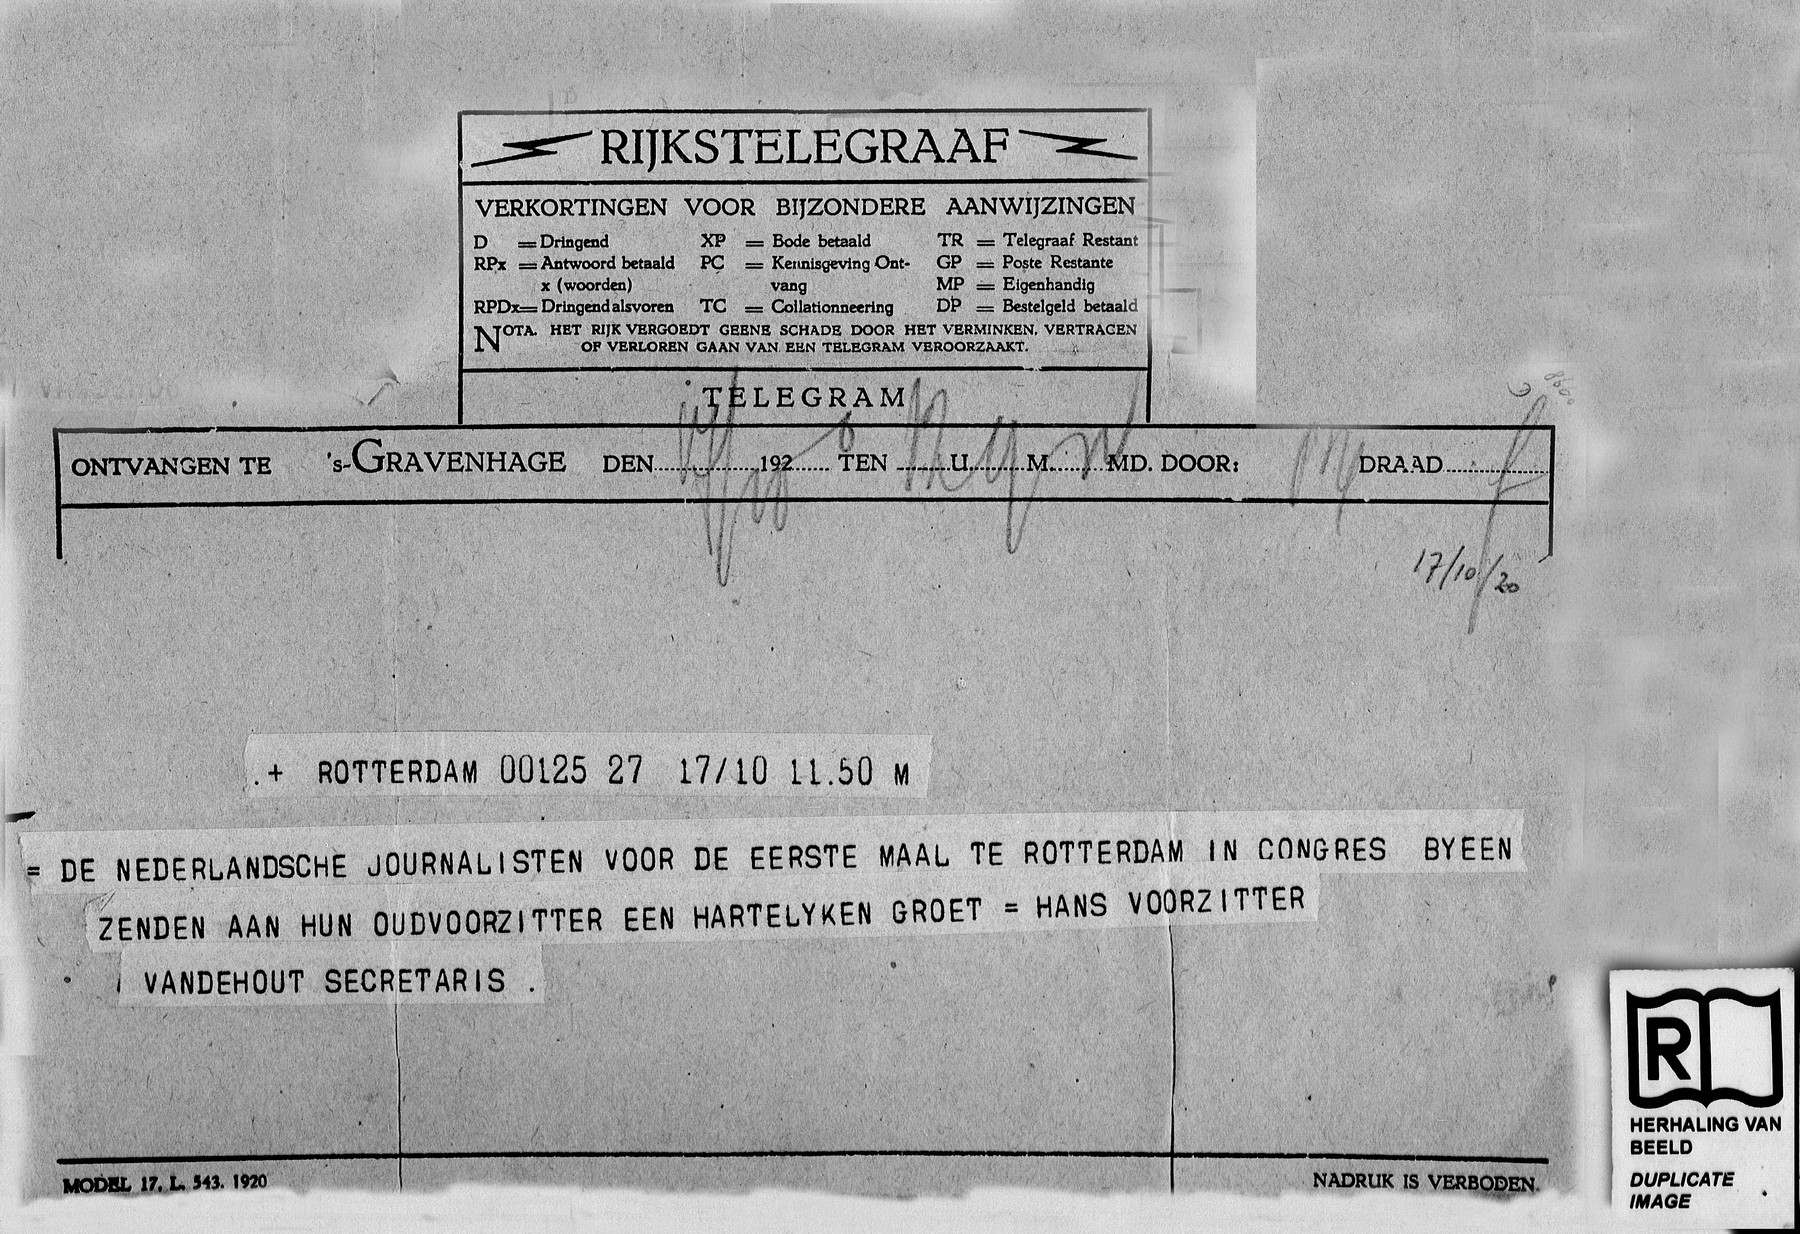 RIJKSTELEGRAAF
VERKORTINGEN VOOR BIJZONDERE AANWIJZINGEN
D = Dringend XP = Bode betaald TR = Telegraaf Restant
RPx = Antwoord betaald PC = Kennisgeving Ont- GP = Poste Restante
x (woorden) vang MP = Eigenhandig
RPDx = Dringend alsvoren TC = Collationneering DP = Bestelgeld betaald
NOTA. HET RIJK VERGOEDT GEENE SCHADE DOOR HET VERMINKEN, VERTRAGEN
OF VERLOREN GAAN VAN EEN TELEGRAM VEROORZAAKT.
TELEGRAM
ONTVANGEN TE 's-GRAVENHAGE DEN..........192...... TEN .......U.......M.......MD. DOOR: DRAAD..........
17/10/20
.+ ROTTERDAM 00125 27 17/10 11.50 M
= DE NEDERLANDSCHE JOURNALISTEN VOOR DE EERSTE MAAL TE ROTTERDAM IN CONGRES BYEEN
ZENDEN AAN HUN OUDVOORZITTER EEN HARTELYKEN GROET = HANS VOORZITTER
VANDEHOUT SECRETARIS .
MODEL 17. L. 543. 1920
NADRUK IS VERBODEN.
R
HERHALING VAN
BEELD
DUPLICATE
IMAGE